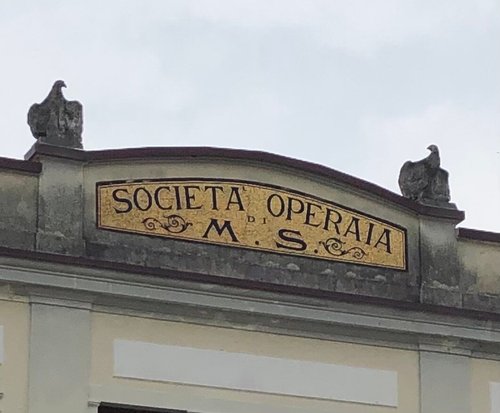 SOCIETA' OPERAIA
DI
M. S.